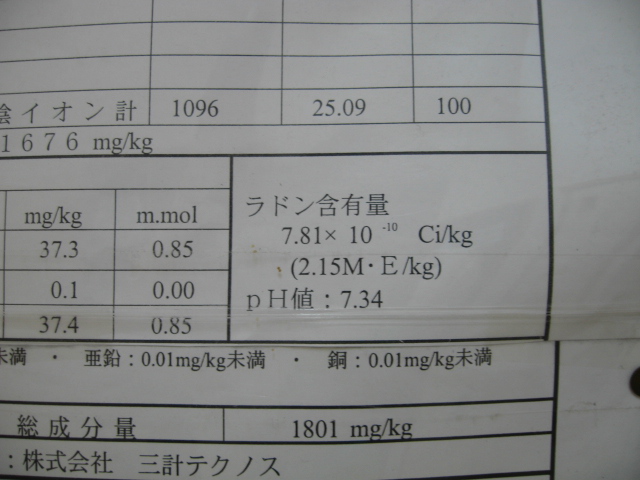 陰イオン計 1096 25.09 100
1676 mg/kg
mg/kg m.mol
37.3 0.85
0.1 0.00
37.4 0.85
ラドン含有量
7.81× 10 -10 Ci/kg
(2.15M・E/kg)
pH値：7.34
未満 ・ 亜鉛：0.01mg/kg未満 ・ 銅：0.01mg/kg未満
総成分量 1801 mg/kg
：株式会社 三計テクノス